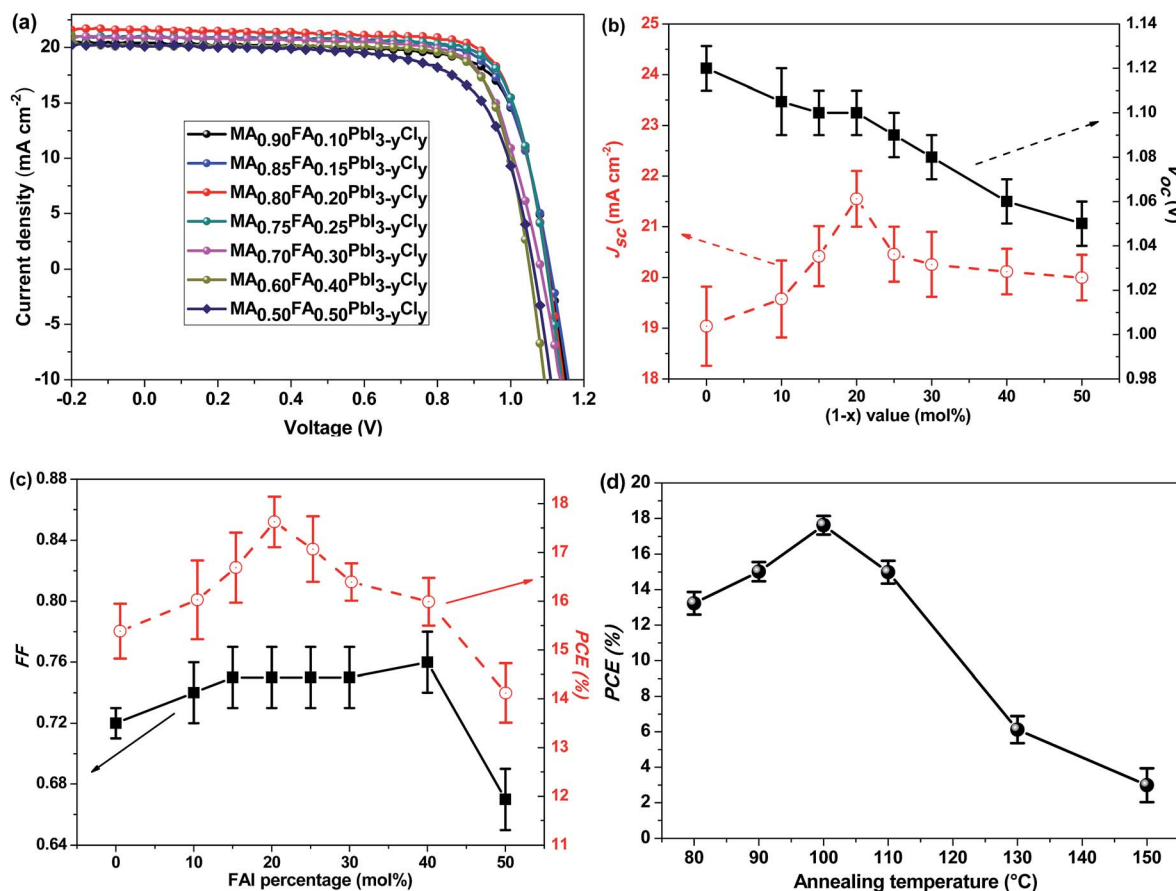 (a)
Current density (mA cm-2)
25
20
15
10
5
0
-5
-10
MA0.90FA0.10PbI3-yCly
MA0.85FA0.15PbI3-yCly
MA0.80FA0.20PbI3-yCly
MA0.75FA0.25PbI3-yCly
MA0.70FA0.30PbI3-yCly
MA0.60FA0.40PbI3-yCly
MA0.50FA0.50PbI3-yCly
-0.2 0.0 0.2 0.4 0.6 0.8 1.0 1.2
Voltage (V)
(b)
Jsc (mA cm-2)
25
24
23
22
21
20
19
18
1.14
1.12
1.10
1.08
1.06
1.04
1.02
1.00
0.98
Voc (V)
0 10 20 30 40 50
(1-x) value (mol%)
(c)
FF
0.88
0.84
0.80
0.76
0.72
0.68
0.64
18
17
16
15
14
13
12
11
PCE (%)
0 10 20 30 40 50
FAI percentage (mol%)
(d)
PCE (%)
20
18
16
14
12
10
8
6
4
2
0
80 90 100 110 120 130 140 150
Annealing temperature (°C)